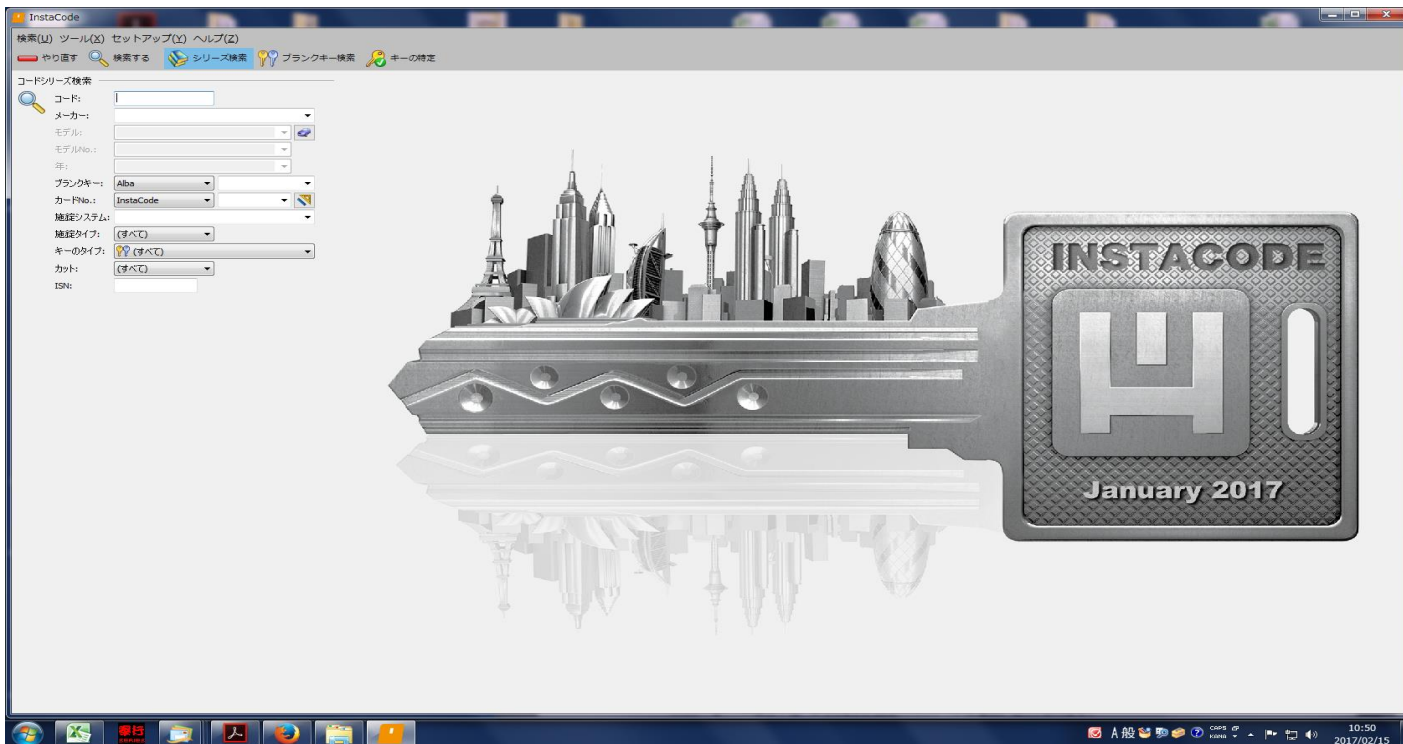 InstaCode
検索(U) ツール(X) セットアップ(Y) ヘルプ(Z)
やり直す 検索する シリーズ検索 ブランクキー検索 キーの特定
コードシリーズ検索
コード:
メーカー:
モデル:
モデルNo.:
年:
ブランクキー: Alba
カードNo.: InstaCode
施錠システム:
施錠タイプ: (すべて)
キーのタイプ: (すべて)
カット: (すべて)
ISN:
INSTACODE
January 2017
奉行
A 般 CAPS KANA
10:50
2017/02/15